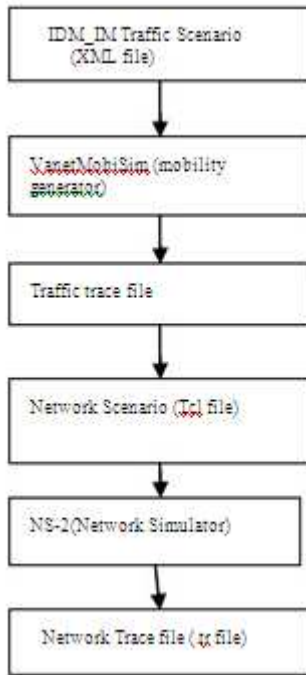 IDM_IM Traffic Scenario
(XML file)
VanetMobiSim (mobility
generator)
Traffic trace file
Network Scenario (Tcl file)
NS-2(Network Simulator)
Network Trace file (.tr file)